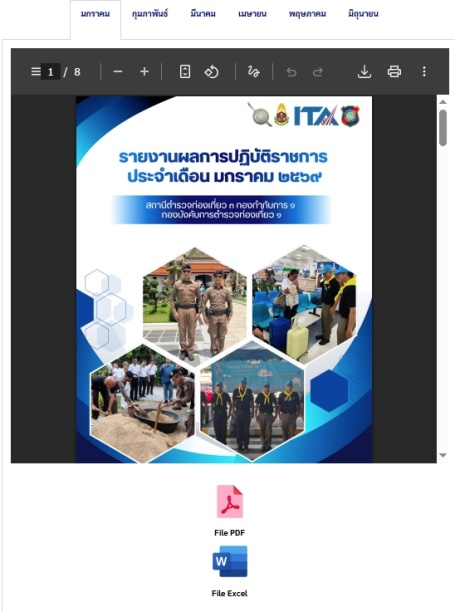 มกราคม กุมภาพันธ์ มีนาคม เมษายน พฤษภาคม มิถุนายน
1 / 8
ITA
รายงานผลการปฏิบัติราชการ
ประจำเดือน มกราคม ๒๕๖๙
สถานีตำรวจท่องเที่ยว ๓ กองกำกับการ ๑
กองบังคับการตำรวจท่องเที่ยว ๑
File PDF
W
File Excel